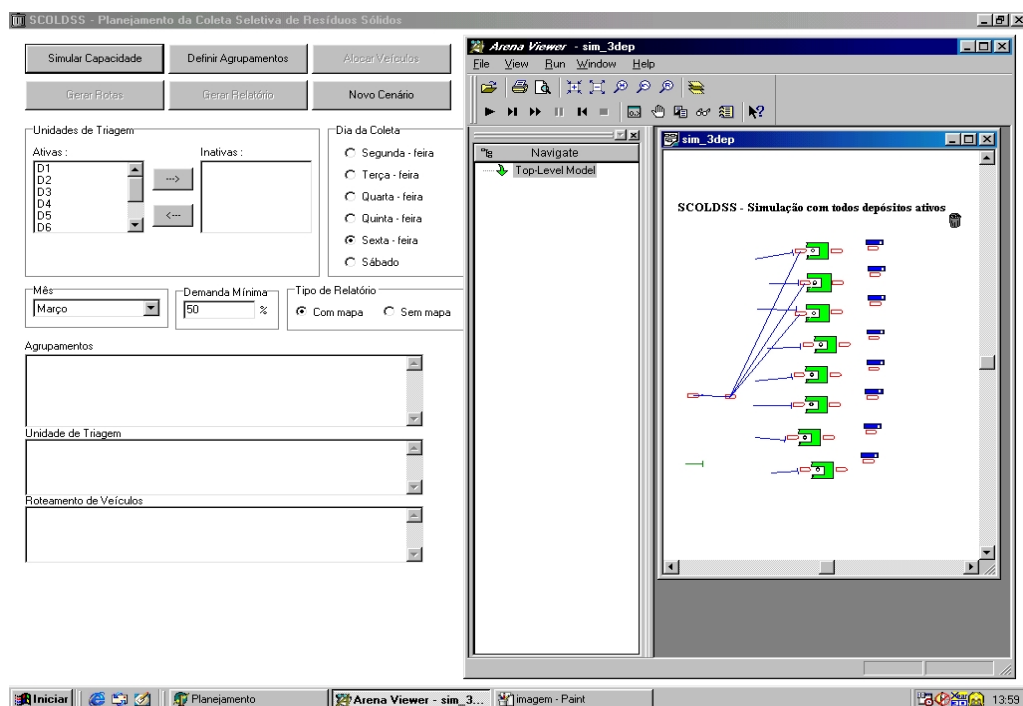 SCOLDSS - Planejamento da Coleta Seletiva de Resíduos Sólidos
Simular Capacidade
Definir Agrupamentos
Alocar Veículos
Gerar Rotas
Gerar Relatório
Novo Cenário
Unidades de Triagem
Ativas :
Inativas :
D1
D2
D3
D4
D5
D6
--->
<---
Dia da Coleta
Segunda - feira
Terça - feira
Quarta - feira
Quinta - feira
Sexta - feira
Sábado
Mês
Março
Demanda Mínima
50 %
Tipo de Relatório
Com mapa
Sem mapa
Agrupamentos
Unidade de Triagem
Roteamento de Veículos
Arena Viewer - sim_3dep
File View Run Window Help
Navigate
Top-Level Model
sim_3dep
SCOLDSS - Simulação com todos depósitos ativos
Iniciar
Planejamento
Arena Viewer - sim_3...
imagem - Paint
13:59